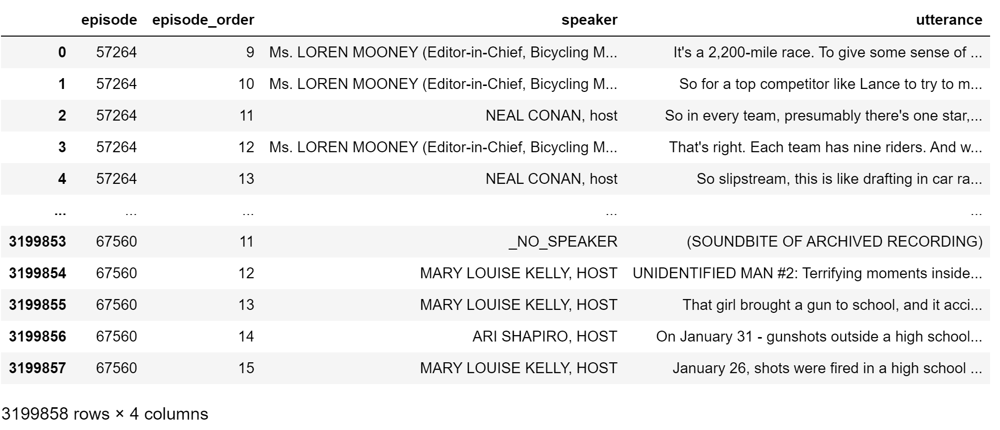 episode episode_order speaker utterance
0 57264 9 Ms. LOREN MOONEY (Editor-in-Chief, Bicycling M... It's a 2,200-mile race. To give some sense of ...
1 57264 10 Ms. LOREN MOONEY (Editor-in-Chief, Bicycling M... So for a top competitor like Lance to try to m...
2 57264 11 NEAL CONAN, host So in every team, presumably there's one star,...
3 57264 12 Ms. LOREN MOONEY (Editor-in-Chief, Bicycling M... That's right. Each team has nine riders. And w...
4 57264 13 NEAL CONAN, host So slipstream, this is like drafting in car ra...
... ... ... ... ...
3199853 67560 11 _NO_SPEAKER (SOUNDBITE OF ARCHIVED RECORDING)
3199854 67560 12 MARY LOUISE KELLY, HOST UNIDENTIFIED MAN #2: Terrifying moments inside...
3199855 67560 13 MARY LOUISE KELLY, HOST That girl brought a gun to school, and it acci...
3199856 67560 14 ARI SHAPIRO, HOST On January 31 - gunshots outside a high school...
3199857 67560 15 MARY LOUISE KELLY, HOST January 26, shots were fired in a high school ...
3199858 rows × 4 columns